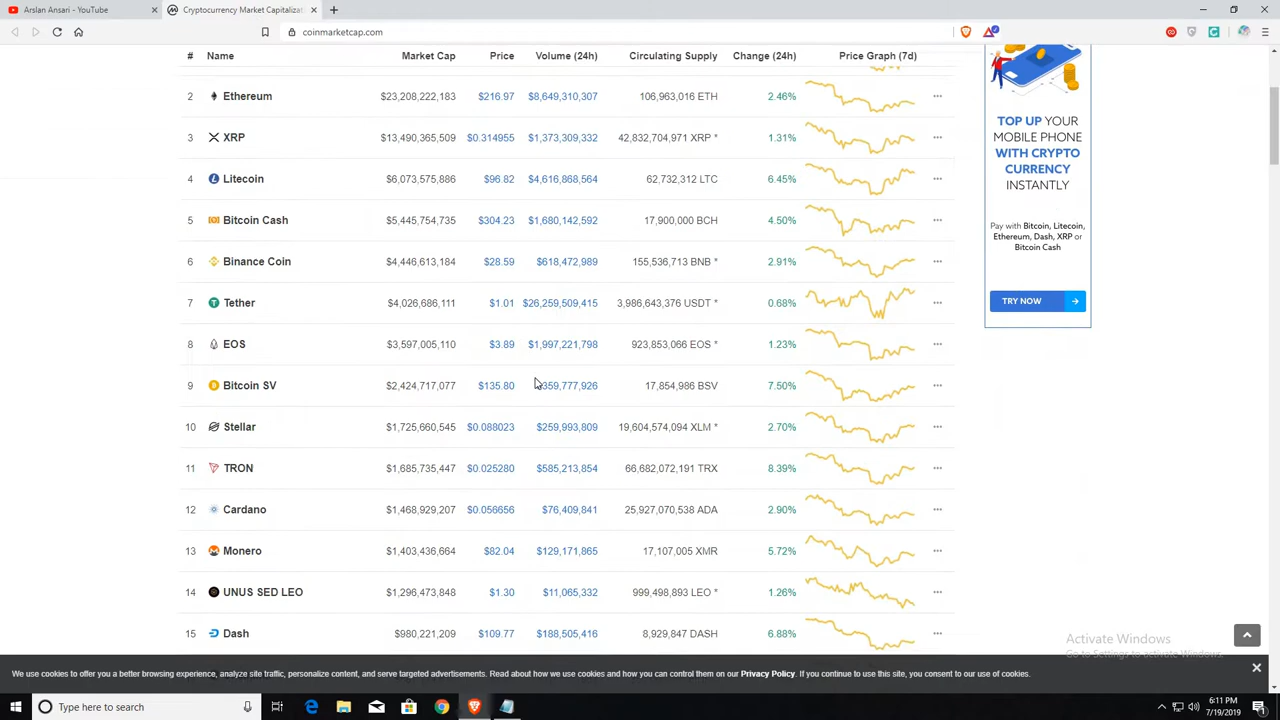 Arslan Ansari - YouTube
Cryptocurrency Market Capitaliza
coinmarketcap.com
# Name Market Cap Price Volume (24h) Circulating Supply Change (24h) Price Graph (7d)
2 Ethereum $23,208,222,183 $216.97 $8,649,310,307 106,963,016 ETH 2.46%
3 XRP $13,490,365,509 $0.314955 $1,373,309,332 42,832,704,971 XRP * 1.31%
4 Litecoin $6,073,575,886 $96.82 $4,616,868,564 62,732,312 LTC 6.45%
5 Bitcoin Cash $5,445,754,735 $304.23 $1,680,142,592 17,900,000 BCH 4.50%
6 Binance Coin $4,446,613,184 $28.59 $618,472,989 155,536,713 BNB * 2.91%
7 Tether $4,026,686,111 $1.01 $26,259,509,415 3,986,643,376 USDT * 0.68%
8 EOS $3,597,005,110 $3.89 $1,997,221,798 923,853,066 EOS * 1.23%
9 Bitcoin SV $2,424,717,077 $135.80 $359,777,926 17,854,986 BSV 7.50%
10 Stellar $1,725,660,545 $0.088023 $259,993,809 19,604,574,094 XLM * 2.70%
11 TRON $1,685,735,447 $0.025280 $585,213,854 66,682,072,191 TRX 8.39%
12 Cardano $1,468,929,207 $0.056656 $76,409,841 25,927,070,538 ADA 2.90%
13 Monero $1,403,436,664 $82.04 $129,171,865 17,107,005 XMR 5.72%
14 UNUS SED LEO $1,296,473,848 $1.30 $11,065,332 999,498,893 LEO * 1.26%
15 Dash $980,221,209 $109.77 $188,505,416 8,929,847 DASH 6.88%
TOP UP YOUR
MOBILE PHONE
WITH CRYPTO
CURRENCY
INSTANTLY
Pay with Bitcoin, Litecoin,
Ethereum, Dash, XRP or
Bitcoin Cash
TRY NOW
Activate Windows
Go to Settings to activate Windows.
We use cookies to offer you a better browsing experience, analyze site traffic, personalize content, and serve targeted advertisements. Read about how we use cookies and how you can control them on our Privacy Policy. If you continue to use this site, you consent to our use of cookies.
Type here to search
6:11 PM
7/19/2019